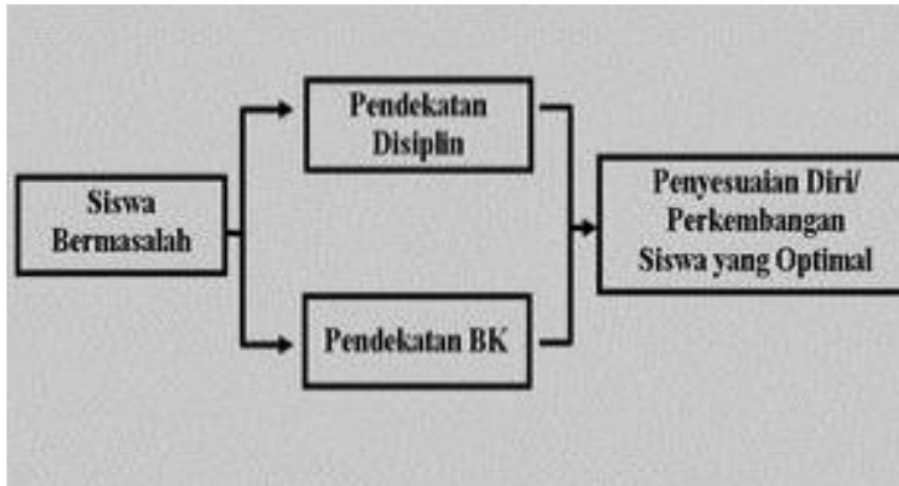 Siswa
Bermasalah
Pendekatan
Disiplin
Pendekatan BK
Penyesuaian Diri/
Perkembangan
Siswa yang Optimal